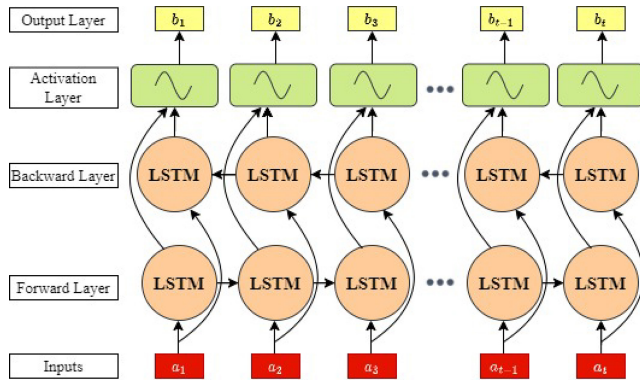 Output Layer b₁ b₂ b₃ bₜ₋₁ bₜ
Activation
Layer
Backward Layer LSTM LSTM LSTM LSTM LSTM
Forward Layer LSTM LSTM LSTM LSTM LSTM
Inputs a₁ a₂ a₃ aₜ₋₁ aₜ